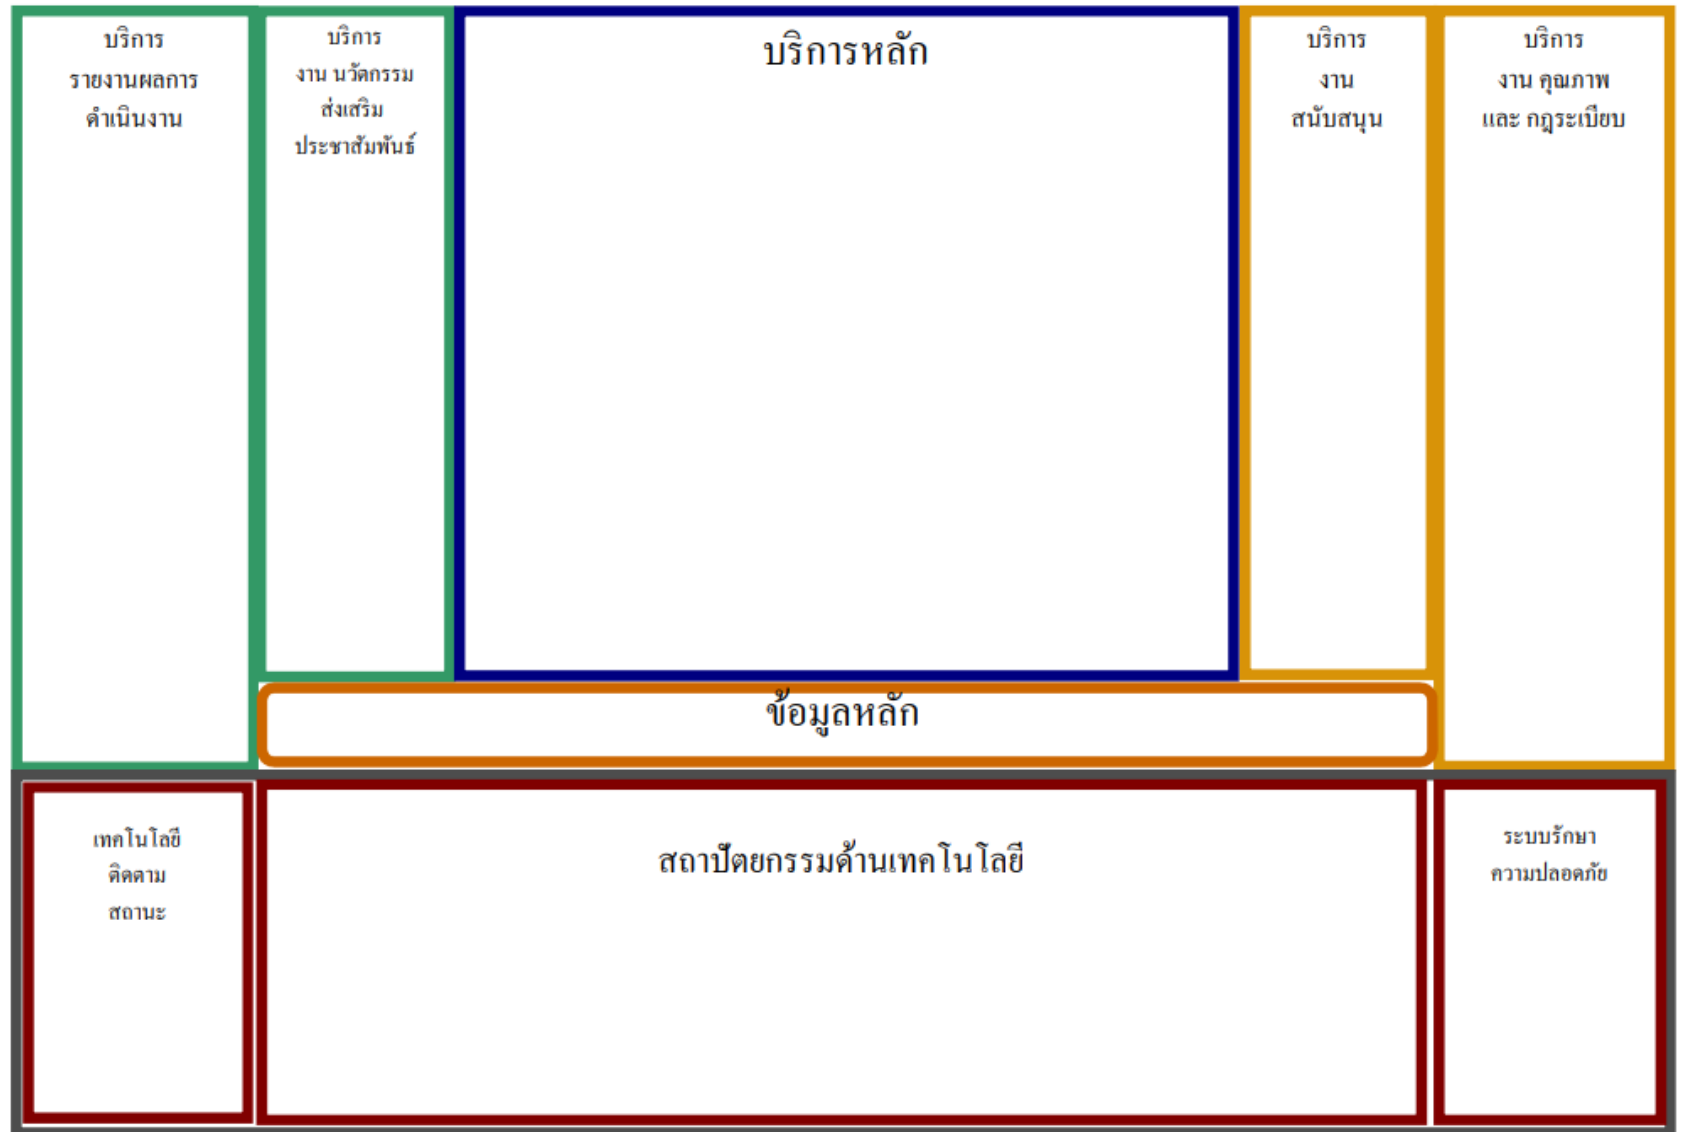 บริการ
รายงานผลการ
ดำเนินงาน
บริการ
งาน นวัตกรรม
ส่งเสริม
ประชาสัมพันธ์
บริการหลัก
บริการ
งาน
สนับสนุน
บริการ
งาน คุณภาพ
และ กฎระเบียบ
ข้อมูลหลัก
เทคโนโลยี
ติดตาม
สถานะ
สถาปัตยกรรมด้านเทคโนโลยี
ระบบรักษา
ความปลอดภัย